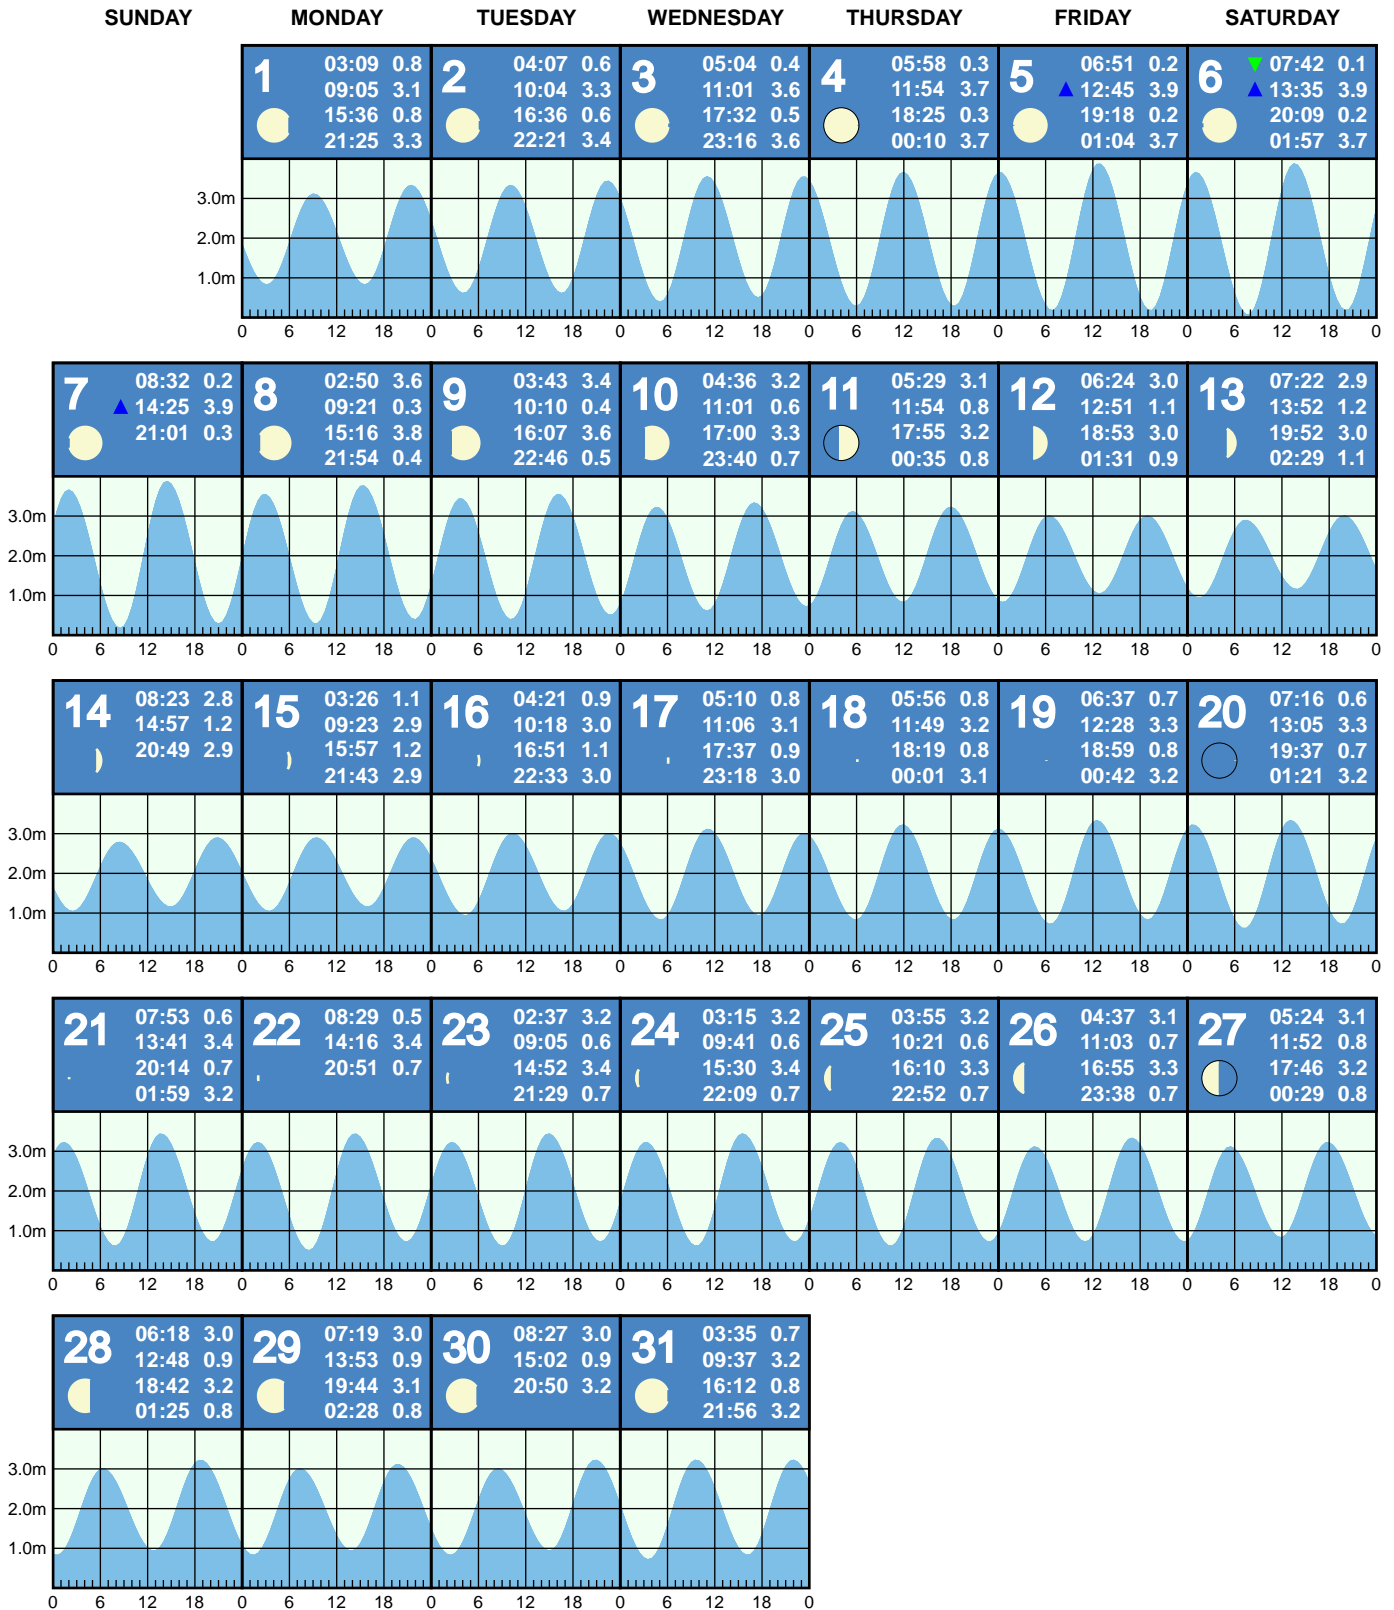 SUNDAY MONDAY TUESDAY WEDNESDAY THURSDAY FRIDAY SATURDAY
1 03:09 0.8
09:05 3.1
15:36 0.8
21:25 3.3
2 04:07 0.6
10:04 3.3
16:36 0.6
22:21 3.4
3 05:04 0.4
11:01 3.6
17:32 0.5
23:16 3.6
4 05:58 0.3
11:54 3.7
18:25 0.3
00:10 3.7
5 06:51 0.2
12:45 3.9
19:18 0.2
01:04 3.7
6 07:42 0.1
13:35 3.9
20:09 0.2
01:57 3.7
3.0m
2.0m
1.0m
0 6 12 18 0 6 12 18 0 6 12 18 0 6 12 18 0 6 12 18 0 6 12 18 0
7 08:32 0.2
14:25 3.9
21:01 0.3
8 02:50 3.6
09:21 0.3
15:16 3.8
21:54 0.4
9 03:43 3.4
10:10 0.4
16:07 3.6
22:46 0.5
10 04:36 3.2
11:01 0.6
17:00 3.3
23:40 0.7
11 05:29 3.1
11:54 0.8
17:55 3.2
00:35 0.8
12 06:24 3.0
12:51 1.1
18:53 3.0
01:31 0.9
13 07:22 2.9
13:52 1.2
19:52 3.0
02:29 1.1
3.0m
2.0m
1.0m
0 6 12 18 0 6 12 18 0 6 12 18 0 6 12 18 0 6 12 18 0 6 12 18 0 6 12 18 0
14 08:23 2.8
14:57 1.2
20:49 2.9
15 03:26 1.1
09:23 2.9
15:57 1.2
21:43 2.9
16 04:21 0.9
10:18 3.0
16:51 1.1
22:33 3.0
17 05:10 0.8
11:06 3.1
17:37 0.9
23:18 3.0
18 05:56 0.8
11:49 3.2
18:19 0.8
00:01 3.1
19 06:37 0.7
12:28 3.3
18:59 0.8
00:42 3.2
20 07:16 0.6
13:05 3.3
19:37 0.7
01:21 3.2
3.0m
2.0m
1.0m
0 6 12 18 0 6 12 18 0 6 12 18 0 6 12 18 0 6 12 18 0 6 12 18 0 6 12 18 0
21 07:53 0.6
13:41 3.4
20:14 0.7
01:59 3.2
22 08:29 0.5
14:16 3.4
20:51 0.7
23 02:37 3.2
09:05 0.6
14:52 3.4
21:29 0.7
24 03:15 3.2
09:41 0.6
15:30 3.4
22:09 0.7
25 03:55 3.2
10:21 0.6
16:10 3.3
22:52 0.7
26 04:37 3.1
11:03 0.7
16:55 3.3
23:38 0.7
27 05:24 3.1
11:52 0.8
17:46 3.2
00:29 0.8
3.0m
2.0m
1.0m
0 6 12 18 0 6 12 18 0 6 12 18 0 6 12 18 0 6 12 18 0 6 12 18 0 6 12 18 0
28 06:18 3.0
12:48 0.9
18:42 3.2
01:25 0.8
29 07:19 3.0
13:53 0.9
19:44 3.1
02:28 0.8
30 08:27 3.0
15:02 0.9
20:50 3.2
31 03:35 0.7
09:37 3.2
16:12 0.8
21:56 3.2
3.0m
2.0m
1.0m
0 6 12 18 0 6 12 18 0 6 12 18 0 6 12 18 0